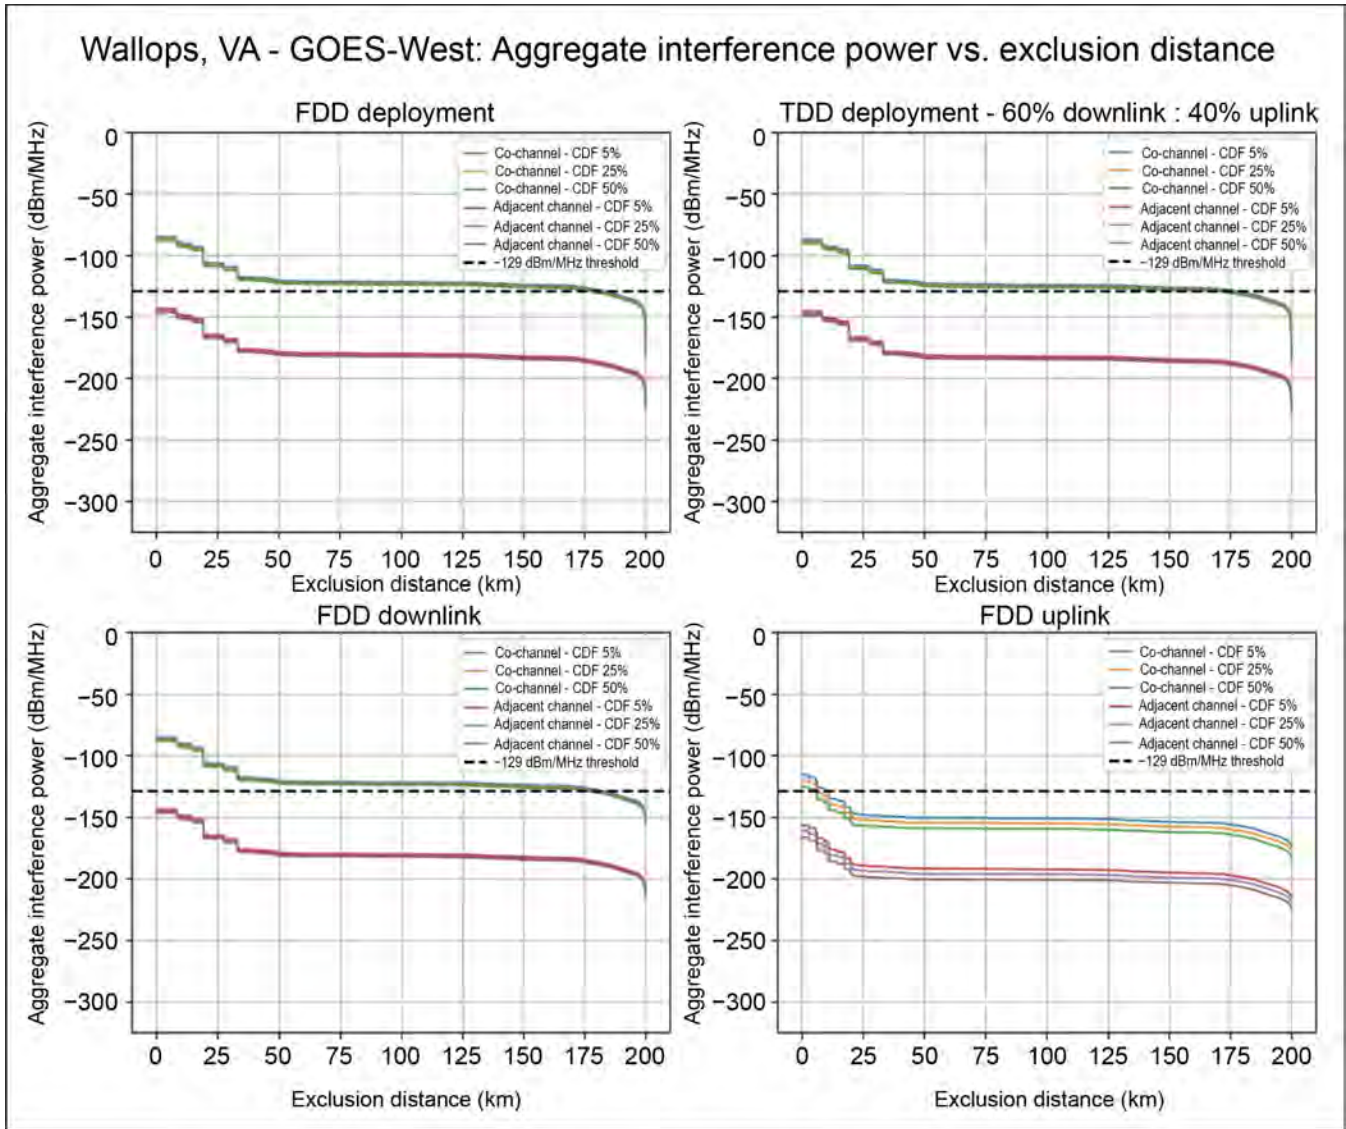 Wallops, VA - GOES-West: Aggregate interference power vs. exclusion distance
FDD deployment
Aggregate interference power (dBm/MHz)
0
−50
−100
−150
−200
−250
−300
Co-channel - CDF 5%
Co-channel - CDF 25%
Co-channel - CDF 50%
Adjacent channel - CDF 5%
Adjacent channel - CDF 25%
Adjacent channel - CDF 50%
−129 dBm/MHz threshold
0 25 50 75 100 125 150 175 200
Exclusion distance (km)
TDD deployment - 60% downlink : 40% uplink
Aggregate interference power (dBm/MHz)
0
−50
−100
−150
−200
−250
−300
Co-channel - CDF 5%
Co-channel - CDF 25%
Co-channel - CDF 50%
Adjacent channel - CDF 5%
Adjacent channel - CDF 25%
Adjacent channel - CDF 50%
−129 dBm/MHz threshold
0 25 50 75 100 125 150 175 200
Exclusion distance (km)
FDD downlink
Aggregate interference power (dBm/MHz)
0
−50
−100
−150
−200
−250
−300
Co-channel - CDF 5%
Co-channel - CDF 25%
Co-channel - CDF 50%
Adjacent channel - CDF 5%
Adjacent channel - CDF 25%
Adjacent channel - CDF 50%
−129 dBm/MHz threshold
0 25 50 75 100 125 150 175 200
Exclusion distance (km)
FDD uplink
Aggregate interference power (dBm/MHz)
0
−50
−100
−150
−200
−250
−300
Co-channel - CDF 5%
Co-channel - CDF 25%
Co-channel - CDF 50%
Adjacent channel - CDF 5%
Adjacent channel - CDF 25%
Adjacent channel - CDF 50%
−129 dBm/MHz threshold
0 25 50 75 100 125 150 175 200
Exclusion distance (km)